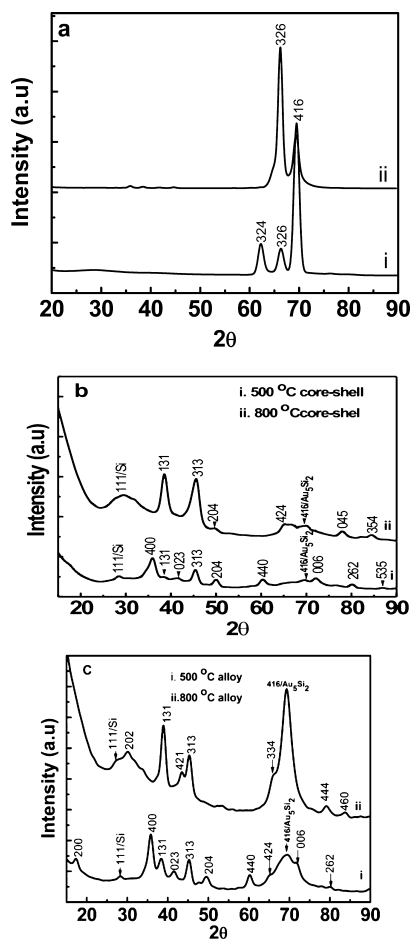 a
326
416
ii
324
326
i
Intensity (a.u)
20 30 40 50 60 70 80 90
2θ
b
i. 500 °C core-shell
ii. 800 °Ccore-shel
111/Si
131
313
204
424
416/Au5Si2
045
354
ii
111/Si
400
131
023
313
204
440
416/Au5Si2
006
262
535
i
Intensity (a.u)
20 30 40 50 60 70 80 90
2θ
c
i. 500 °C alloy
ii.800 °C alloy
111/Si
202
131
421
313
334
416/Au5Si2
444
460
ii
200
111/Si
400
131
023
313
204
440
424
416/Au5Si2
006
262
i
Intensity (a.u)
20 30 40 50 60 70 80 90
2θ